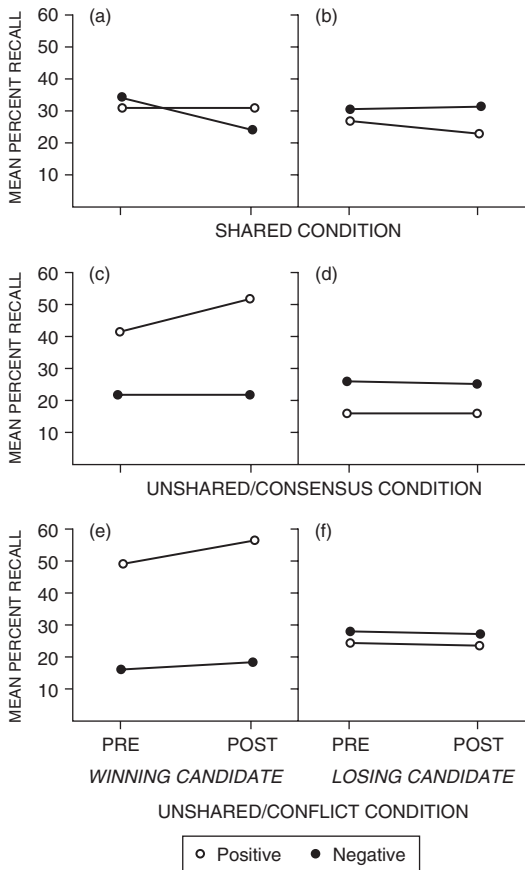 MEAN PERCENT RECALL
(a) (b)
60
50
40
30
20
10
SHARED CONDITION
MEAN PERCENT RECALL
(c) (d)
60
50
40
30
20
10
UNSHARED/CONSENSUS CONDITION
MEAN PERCENT RECALL
(e) (f)
60
50
40
30
20
10
PRE POST PRE POST
WINNING CANDIDATE LOSING CANDIDATE
UNSHARED/CONFLICT CONDITION
Positive Negative